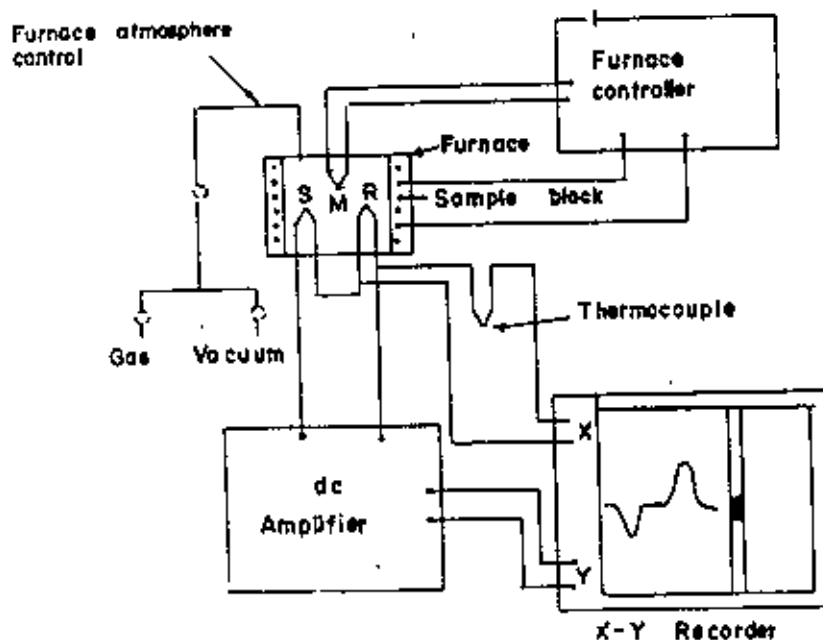 Furnace atmosphere
control
Furnace
controller
Furnace
S M R
Sample block
Thermocouple
Gas Vacuum
X
dc
Amplifier
Y
X-Y Recorder